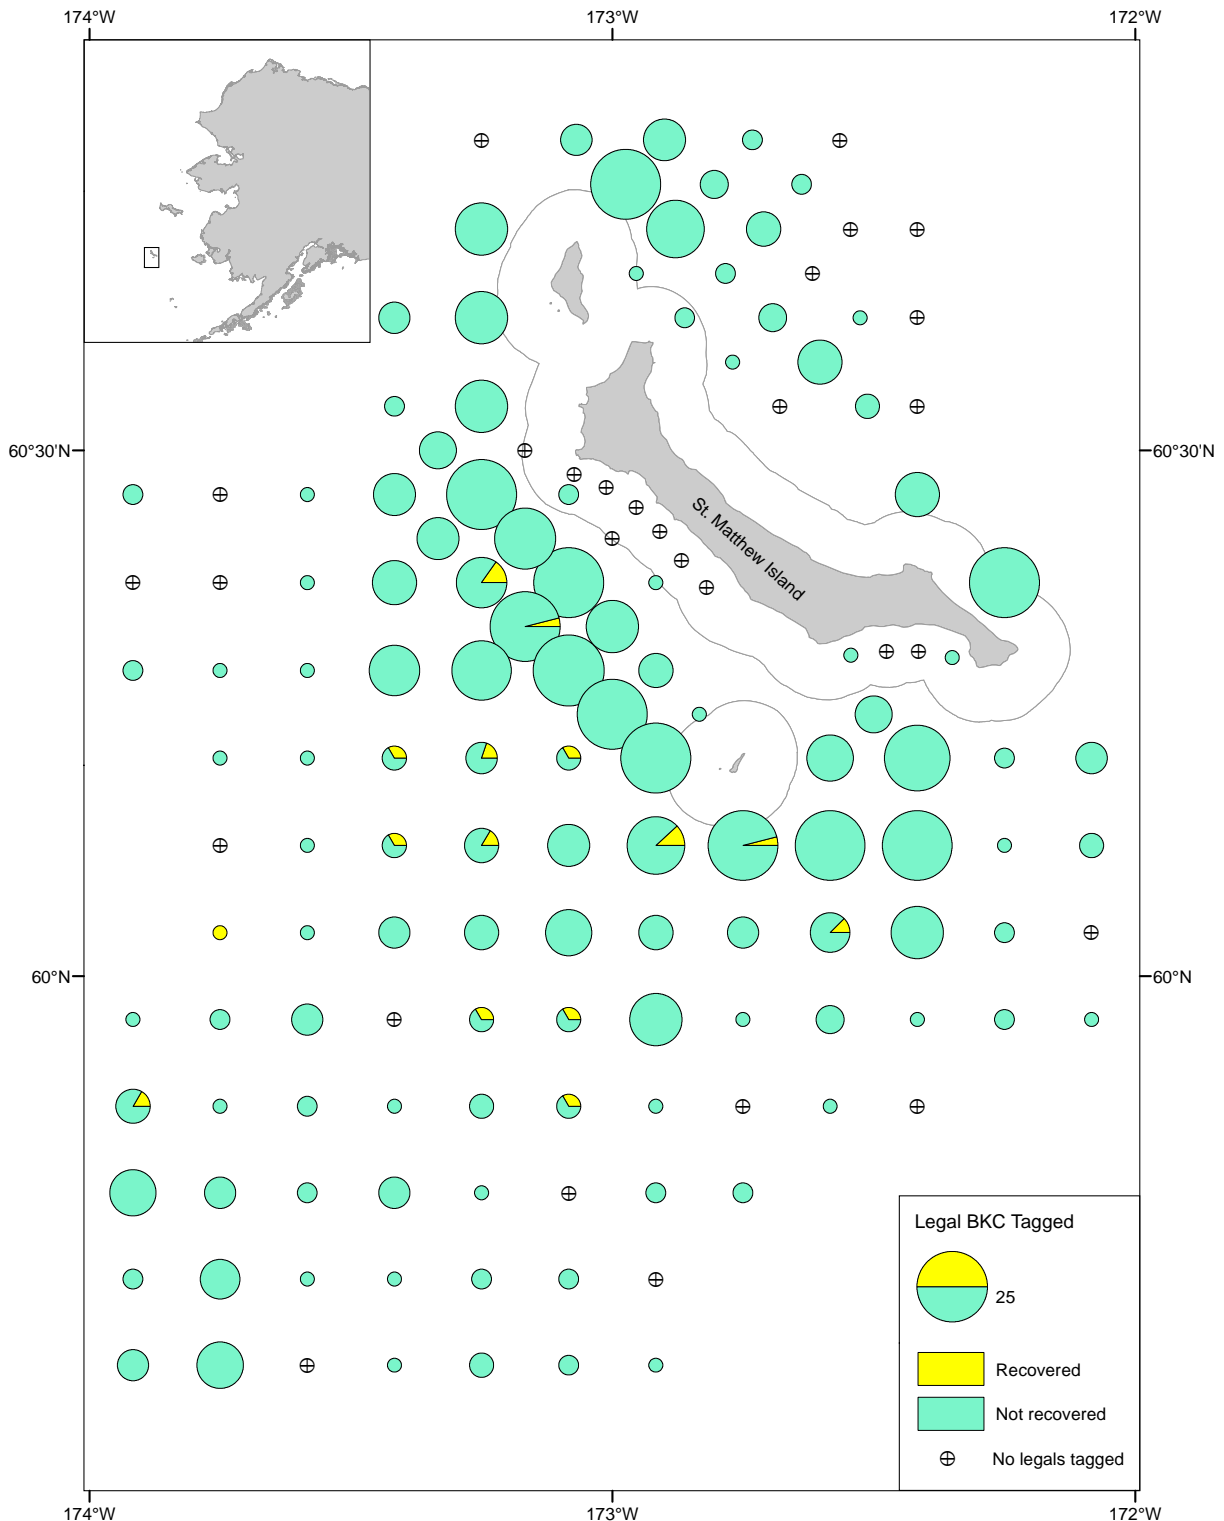 174°W 173°W 172°W
St. Matthew Island
60°30'N 60°30'N
60°N 60°N
Legal BKC Tagged
25
Recovered
Not recovered
No legals tagged
174°W 173°W 172°W